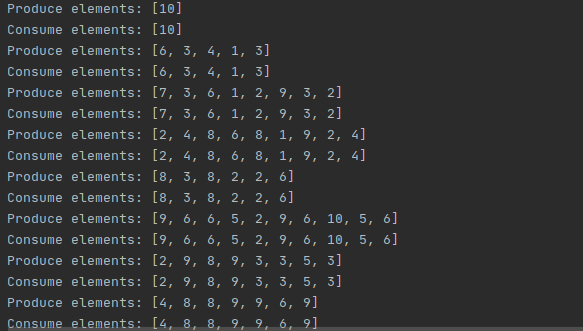 Produce elements: [10]
Consume elements: [10]
Produce elements: [6, 3, 4, 1, 3]
Consume elements: [6, 3, 4, 1, 3]
Produce elements: [7, 3, 6, 1, 2, 9, 3, 2]
Consume elements: [7, 3, 6, 1, 2, 9, 3, 2]
Produce elements: [2, 4, 8, 6, 8, 1, 9, 2, 4]
Consume elements: [2, 4, 8, 6, 8, 1, 9, 2, 4]
Produce elements: [8, 3, 8, 2, 2, 6]
Consume elements: [8, 3, 8, 2, 2, 6]
Produce elements: [9, 6, 6, 5, 2, 9, 6, 10, 5, 6]
Consume elements: [9, 6, 6, 5, 2, 9, 6, 10, 5, 6]
Produce elements: [2, 9, 8, 9, 3, 3, 5, 3]
Consume elements: [2, 9, 8, 9, 3, 3, 5, 3]
Produce elements: [4, 8, 8, 9, 9, 6, 9]
Consume elements: [4, 8, 8, 9, 9, 6, 9]